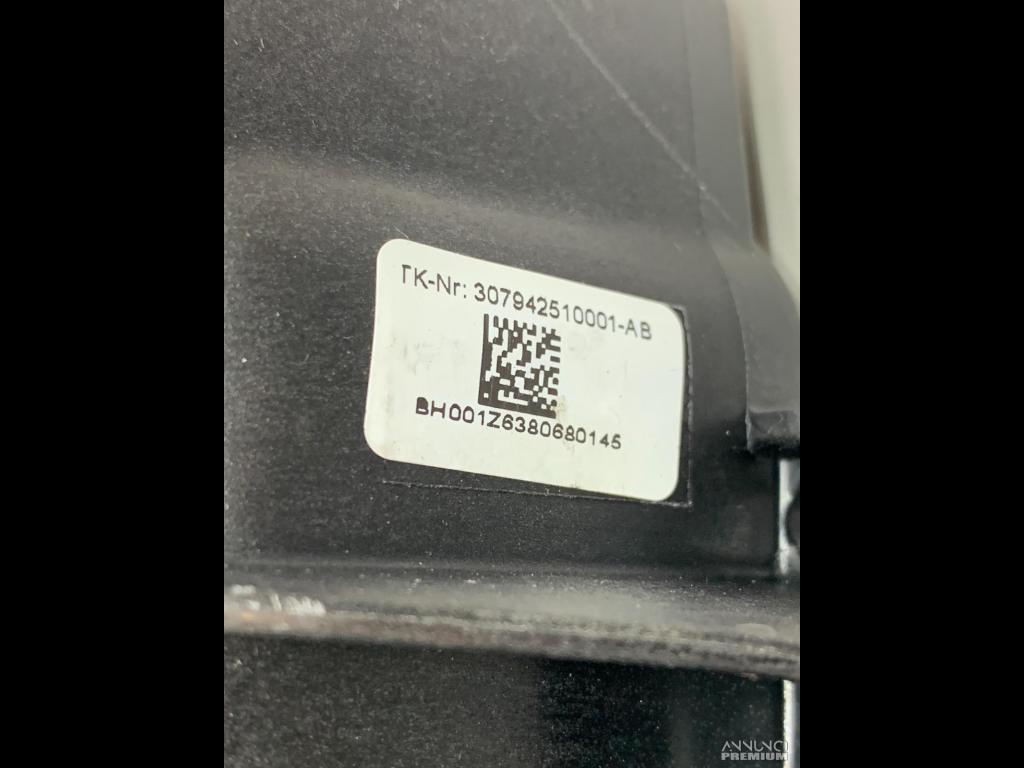 TK-Nr: 307942510001-AB
BH001Z6380680145
ANNUNCI
PREMIUM